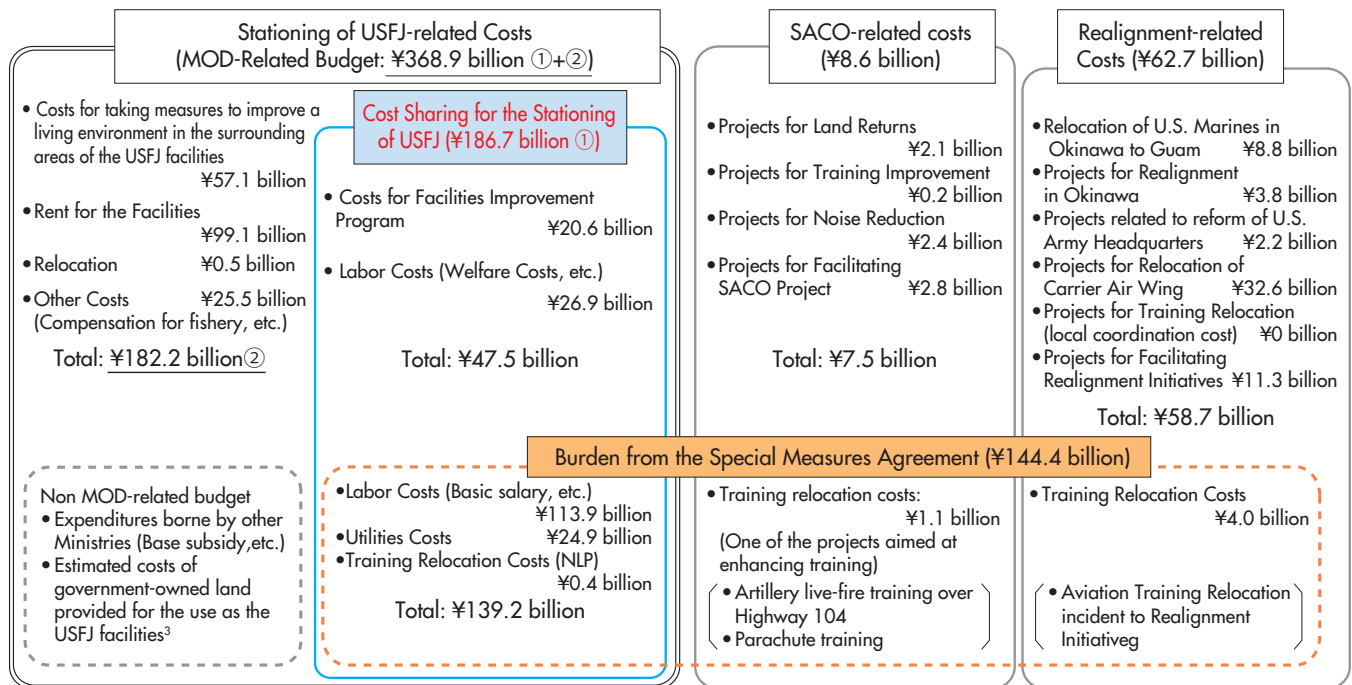 Stationing of USFJ-related Costs
(MOD-Related Budget: ¥368.9 billion ①+②)
• Costs for taking measures to improve a
living environment in the surrounding
areas of the USFJ facilities
¥57.1 billion
•Rent for the Facilities
¥99.1 billion
•Relocation ¥0.5 billion
•Other Costs ¥25.5 billion
(Compensation for fishery, etc.)
Total: ¥182.2 billion②
Non MOD-related budget
• Expenditures borne by other
Ministries (Base subsidy,etc.)
• Estimated costs of
government-owned land
provided for the use as the
USFJ facilities³
Cost Sharing for the Stationing
of USFJ (¥186.7 billion ①)
• Costs for Facilities Improvement
Program
¥20.6 billion
• Labor Costs (Welfare Costs, etc.)
¥26.9 billion
Total: ¥47.5 billion
Burden from the Special Measures Agreement (¥144.4 billion)
•Labor Costs (Basic salary, etc.)
¥113.9 billion
•Utilities Costs ¥24.9 billion
•Training Relocation Costs (NLP)
¥0.4 billion
Total: ¥139.2 billion
SACO-related costs
(¥8.6 billion)
•Projects for Land Returns
¥2.1 billion
•Projects for Training Improvement
¥0.2 billion
•Projects for Noise Reduction
¥2.4 billion
•Projects for Facilitating
SACO Project ¥2.8 billion
Total: ¥7.5 billion
• Training relocation costs:
¥1.1 billion
(One of the projects aimed at
enhancing training)
• Artillery live-fire training over
Highway 104
• Parachute training
Realignment-related
Costs (¥62.7 billion)
•Relocation of U.S. Marines in
Okinawa to Guam ¥8.8 billion
•Projects for Realignment
in Okinawa ¥3.8 billion
•Projects related to reform of U.S.
Army Headquarters ¥2.2 billion
•Projects for Relocation of
Carrier Air Wing ¥32.6 billion
•Projects for Training Relocation
(local coordination cost) ¥0 billion
•Projects for Facilitating
Realignment Initiatives ¥11.3 billion
Total: ¥58.7 billion
• Training Relocation Costs
¥4.0 billion
• Aviation Training Relocation
incident to Realignment
Initiativeg